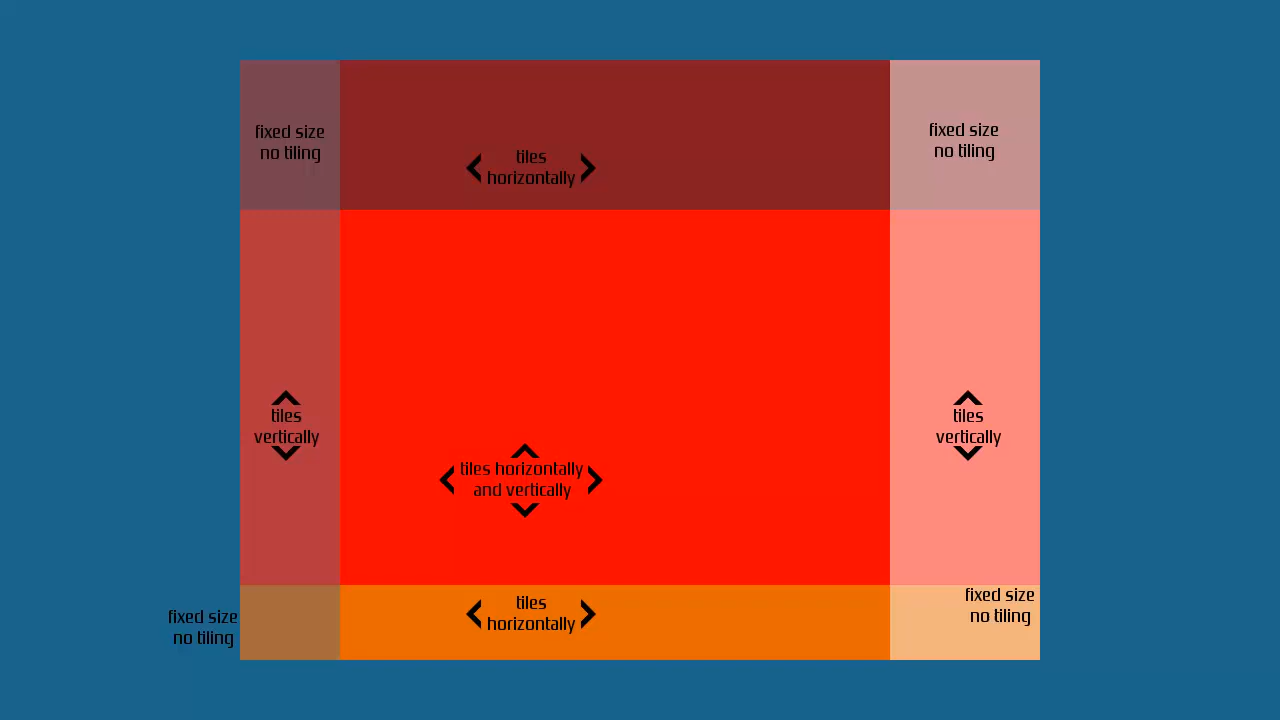 fixed size
no tiling
tiles
horizontally
fixed size
no tiling
tiles
vertically
tiles horizontally
and vertically
tiles
vertically
fixed size
no tiling
tiles
horizontally
fixed size
no tiling